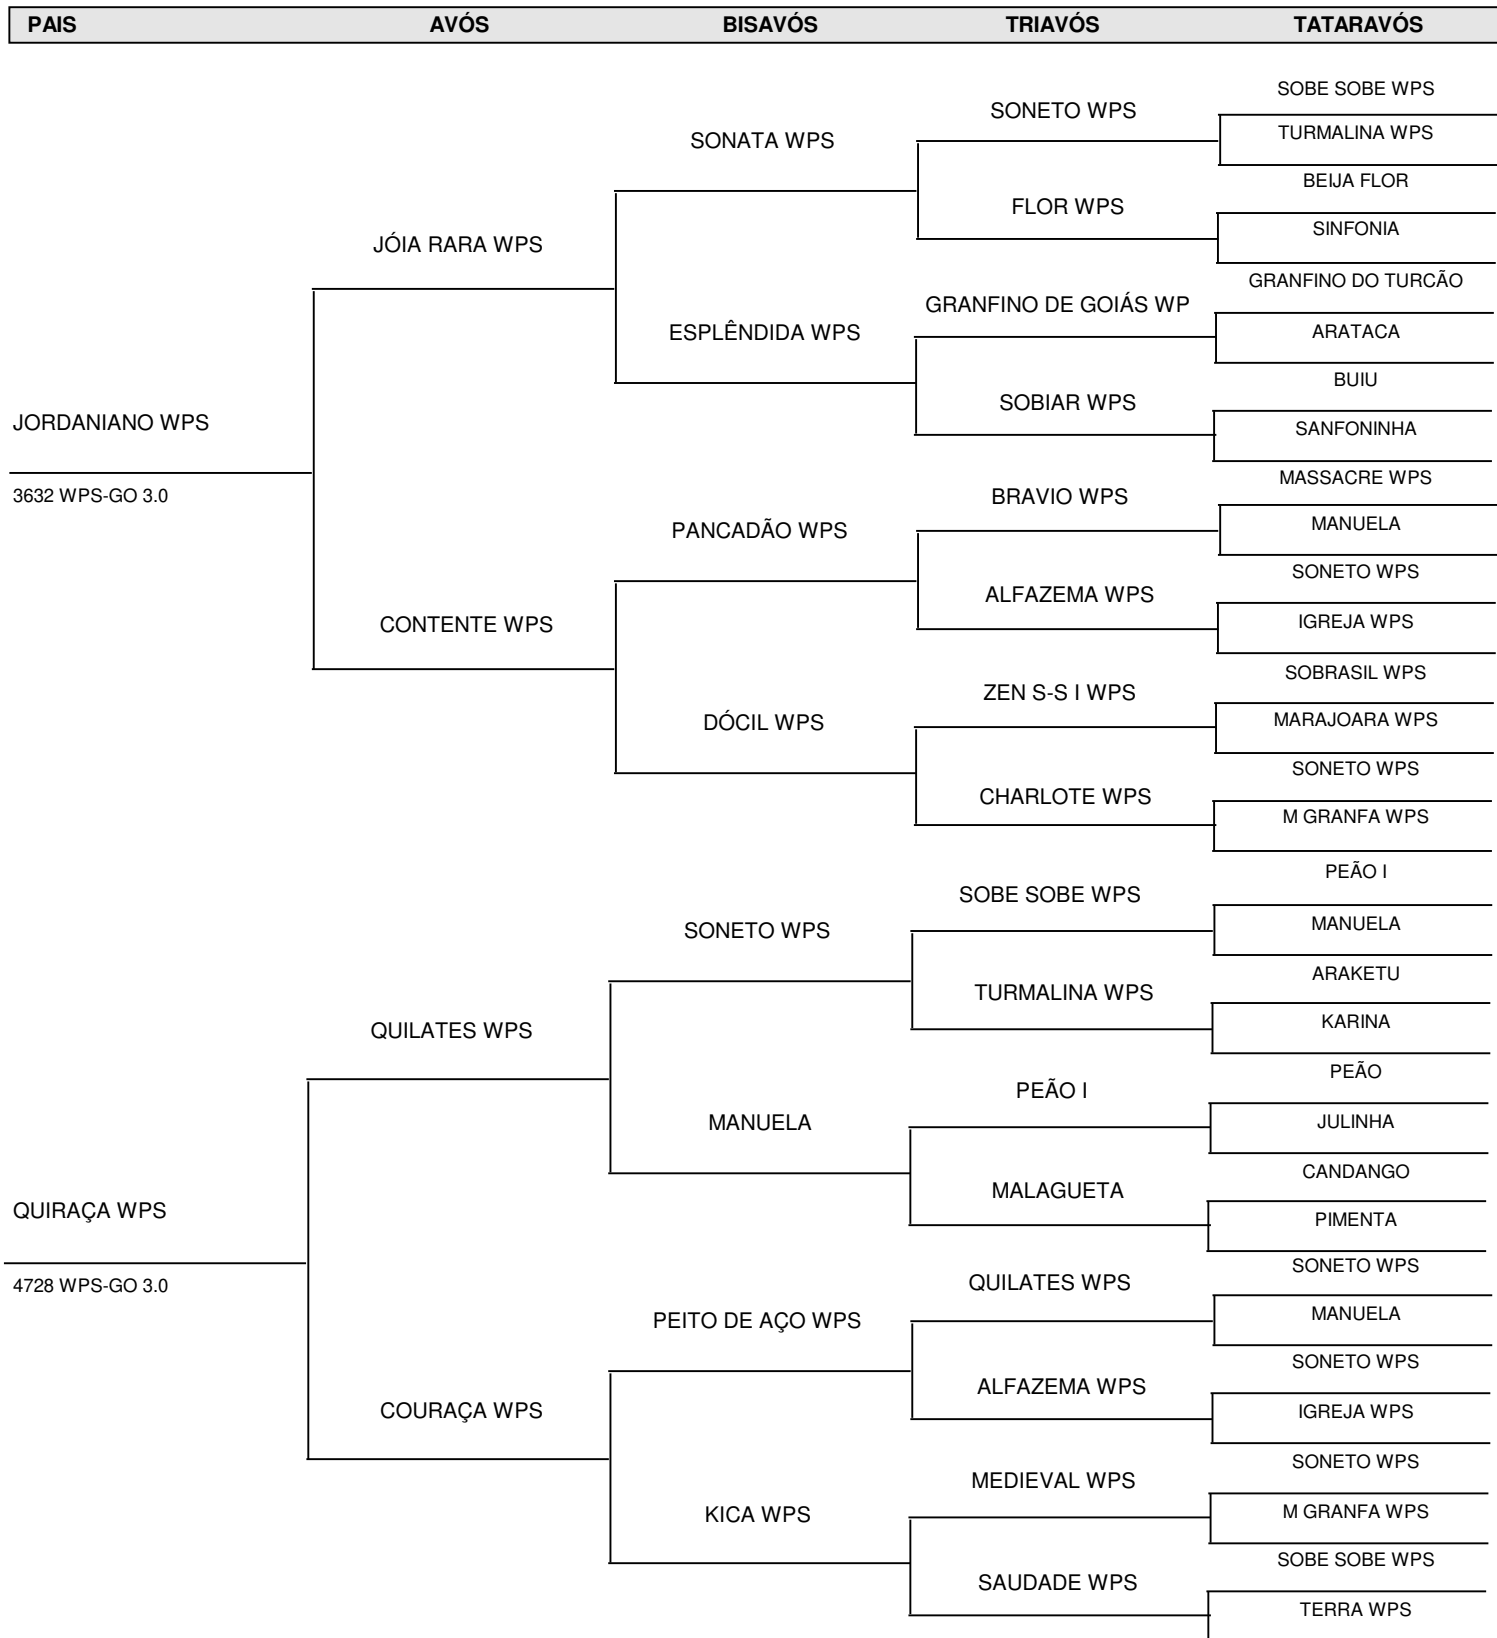 PAIS AVÓS BISAVÓS TRIAVÓS TATARAVÓS
SOBE SOBE WPS
SONETO WPS
TURMALINA WPS
SONATA WPS
BEIJA FLOR
FLOR WPS
SINFONIA
JÓIA RARA WPS
GRANFINO DO TURCÃO
GRANFINO DE GOIÁS WP
ARATACA
ESPLÊNDIDA WPS
BUIU
SOBIAR WPS
SANFONINHA
JORDANIANO WPS
3632 WPS-GO 3.0
MASSACRE WPS
BRAVIO WPS
MANUELA
PANCADÃO WPS
SONETO WPS
ALFAZEMA WPS
IGREJA WPS
CONTENTE WPS
SOBRASIL WPS
ZEN S-S I WPS
MARAJOARA WPS
DÓCIL WPS
SONETO WPS
CHARLOTE WPS
M GRANFA WPS
PEÃO I
SOBE SOBE WPS
MANUELA
SONETO WPS
ARAKETU
TURMALINA WPS
KARINA
QUILATES WPS
PEÃO
PEÃO I
JULINHA
MANUELA
CANDANGO
MALAGUETA
PIMENTA
QUIRAÇA WPS
4728 WPS-GO 3.0
SONETO WPS
QUILATES WPS
MANUELA
PEITO DE AÇO WPS
SONETO WPS
ALFAZEMA WPS
IGREJA WPS
COURAÇA WPS
SONETO WPS
MEDIEVAL WPS
M GRANFA WPS
KICA WPS
SOBE SOBE WPS
SAUDADE WPS
TERRA WPS